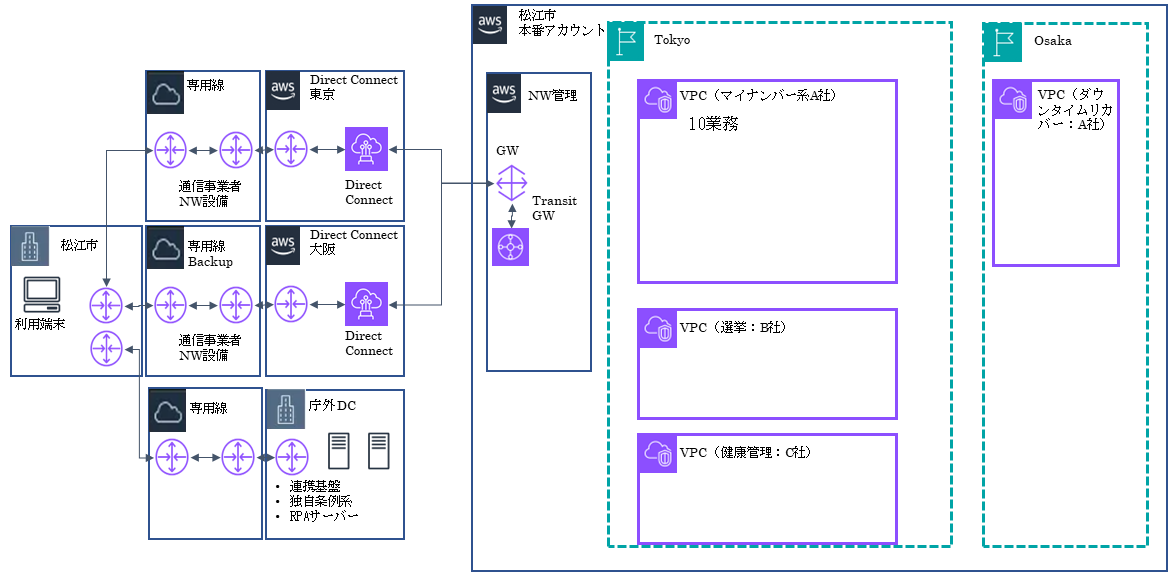 aws
松江市
本番アカウント
Tokyo
Osaka
専用線
aws
Direct Connect
東京
aws
NW管理
VPC（マイナンバー系A社）
10業務
VPC（ダウ
ンタイムリカ
バー：A社）
GW
通信事業者
NW設備
Direct
Connect
Transit
GW
松江市
専用線
Backup
aws
Direct Connect
大阪
利用端末
通信事業者
NW設備
Direct
Connect
VPC（選挙：B社）
専用線
庁外DC
VPC（健康管理：C社）
• 連携基盤
• 独自条例系
• RPAサーバー